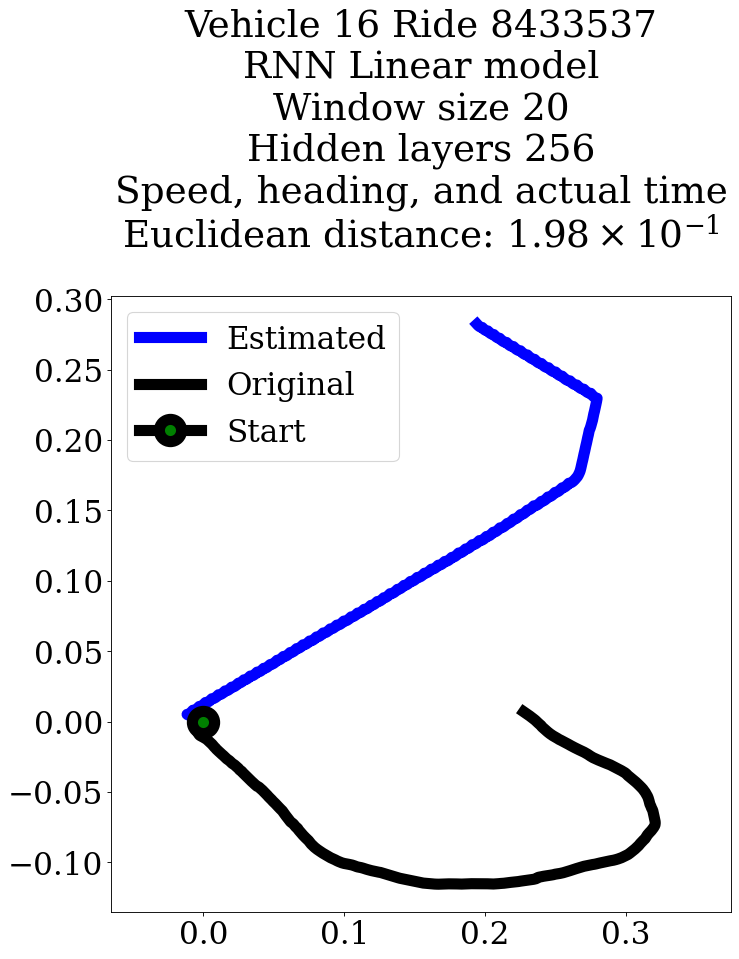 Vehicle 16 Ride 8433537
RNN Linear model
Window size 20
Hidden layers 256
Speed, heading, and actual time
Euclidean distance: 1.98 × 10⁻¹
Estimated
Original
Start
0.30
0.25
0.20
0.15
0.10
0.05
0.00
−0.05
−0.10
0.0 0.1 0.2 0.3